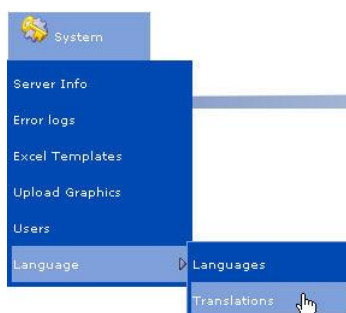 System
Server Info
Error logs
Excel Templates
Upload Graphics
Users
Language
Languages
Translations